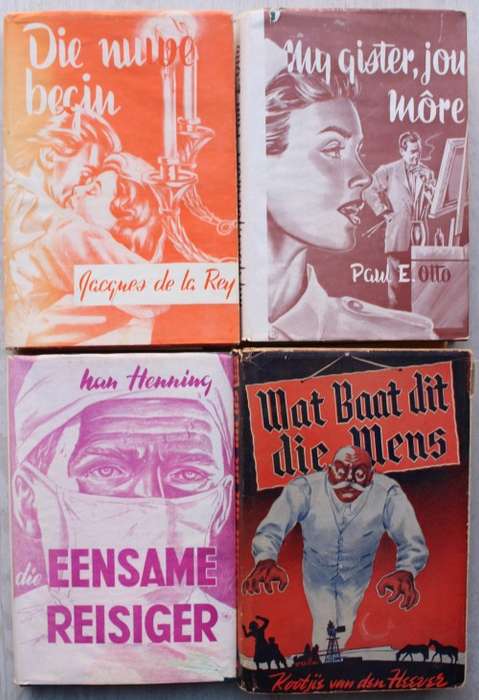 Die nuwe
begin
Jacques de la Rey
My gister, jou
môre
Paul E. Otto
han Henning
die EENSAME
REISIGER
Wat Baat dit
die Mens
Kootjie van den Heever